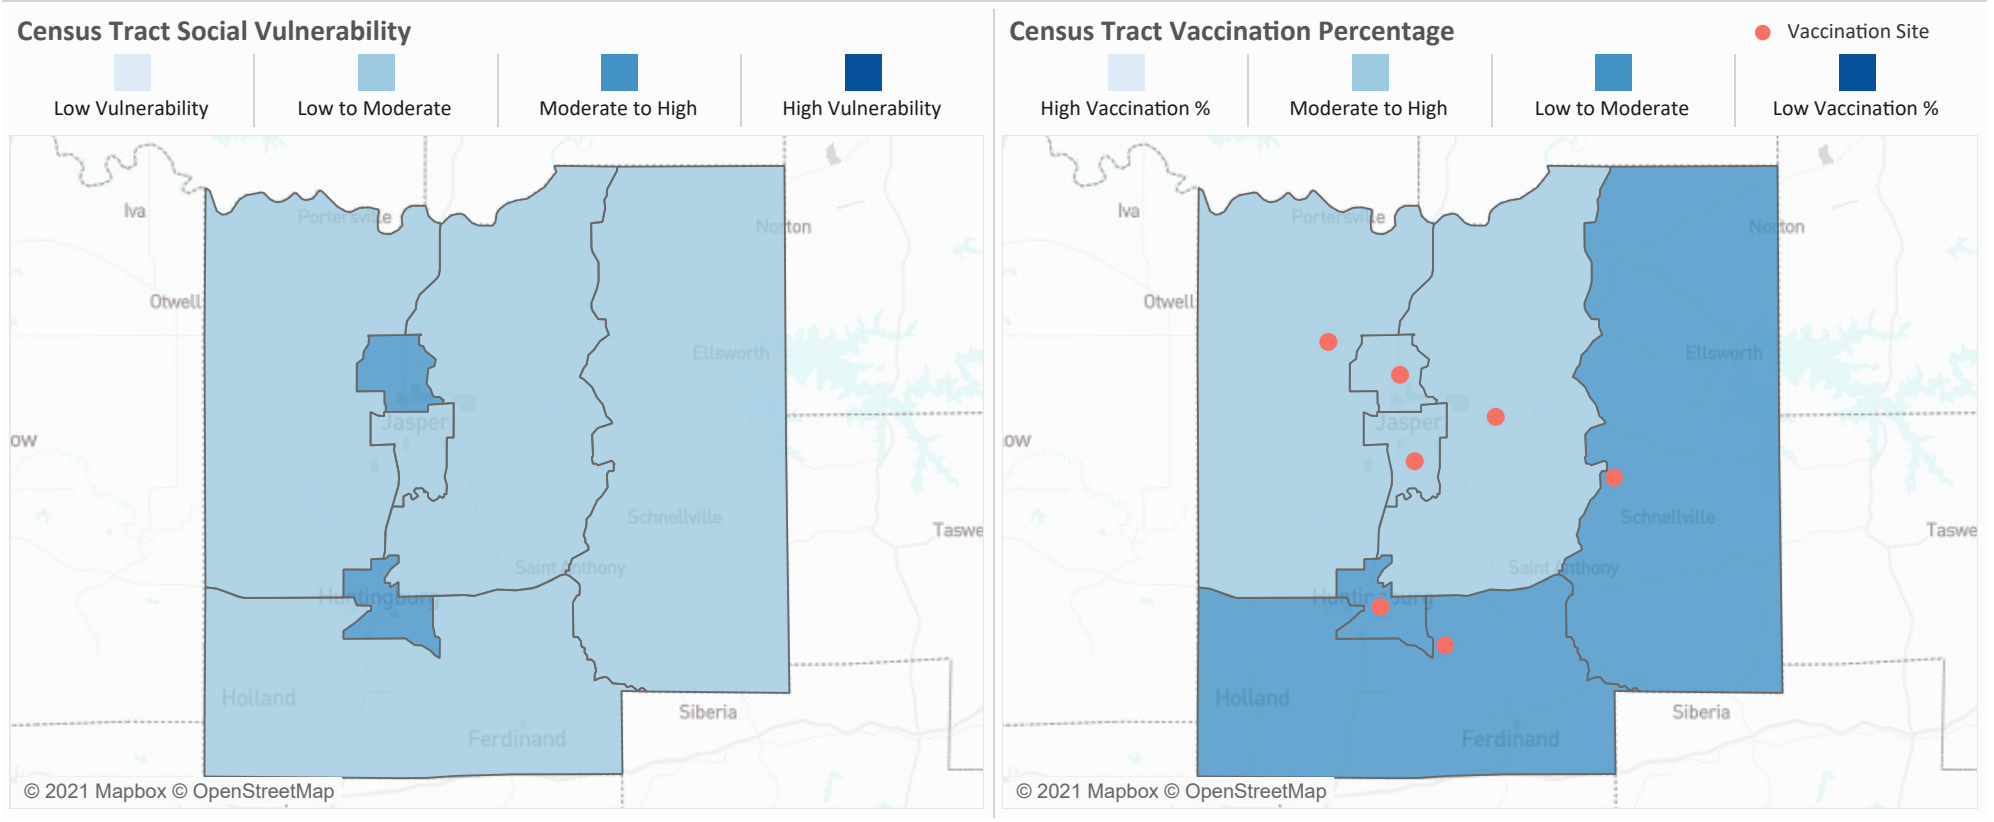 Census Tract Social Vulnerability
Low Vulnerability
Low to Moderate
Moderate to High
High Vulnerability
Iva
Portersville
Norton
Otwell
Ellsworth
Jasper
ow
Schnellville
Taswe
Saint Anthony
Huntingburg
Holland
Siberia
Ferdinand
© 2021 Mapbox © OpenStreetMap
Census Tract Vaccination Percentage
Vaccination Site
High Vaccination %
Moderate to High
Low to Moderate
Low Vaccination %
Iva
Portersville
Norton
Otwell
Ellsworth
Jasper
ow
Schnellville
Taswe
Saint Anthony
Huntingburg
Holland
Siberia
Ferdinand
© 2021 Mapbox © OpenStreetMap